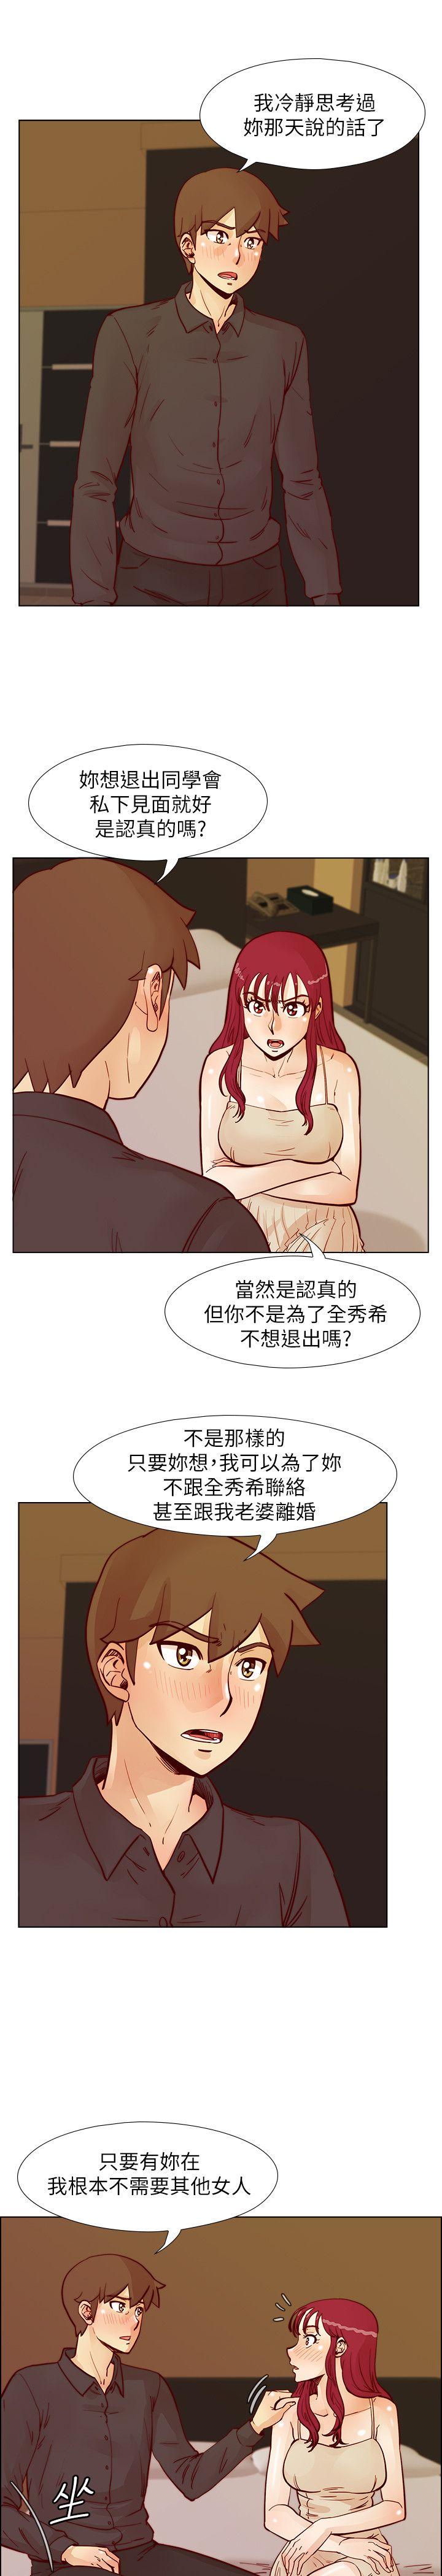 我冷靜思考過
妳那天說的話了
妳想退出同學會
私下見面就好
是認真的嗎?
當然是認真的
但你不是為了全秀希
不想退出嗎?
不是那樣的
只要妳想,我可以為了妳
不跟全秀希聯絡
甚至跟我老婆離婚
只要有妳在
我根本不需要其他女人
坐